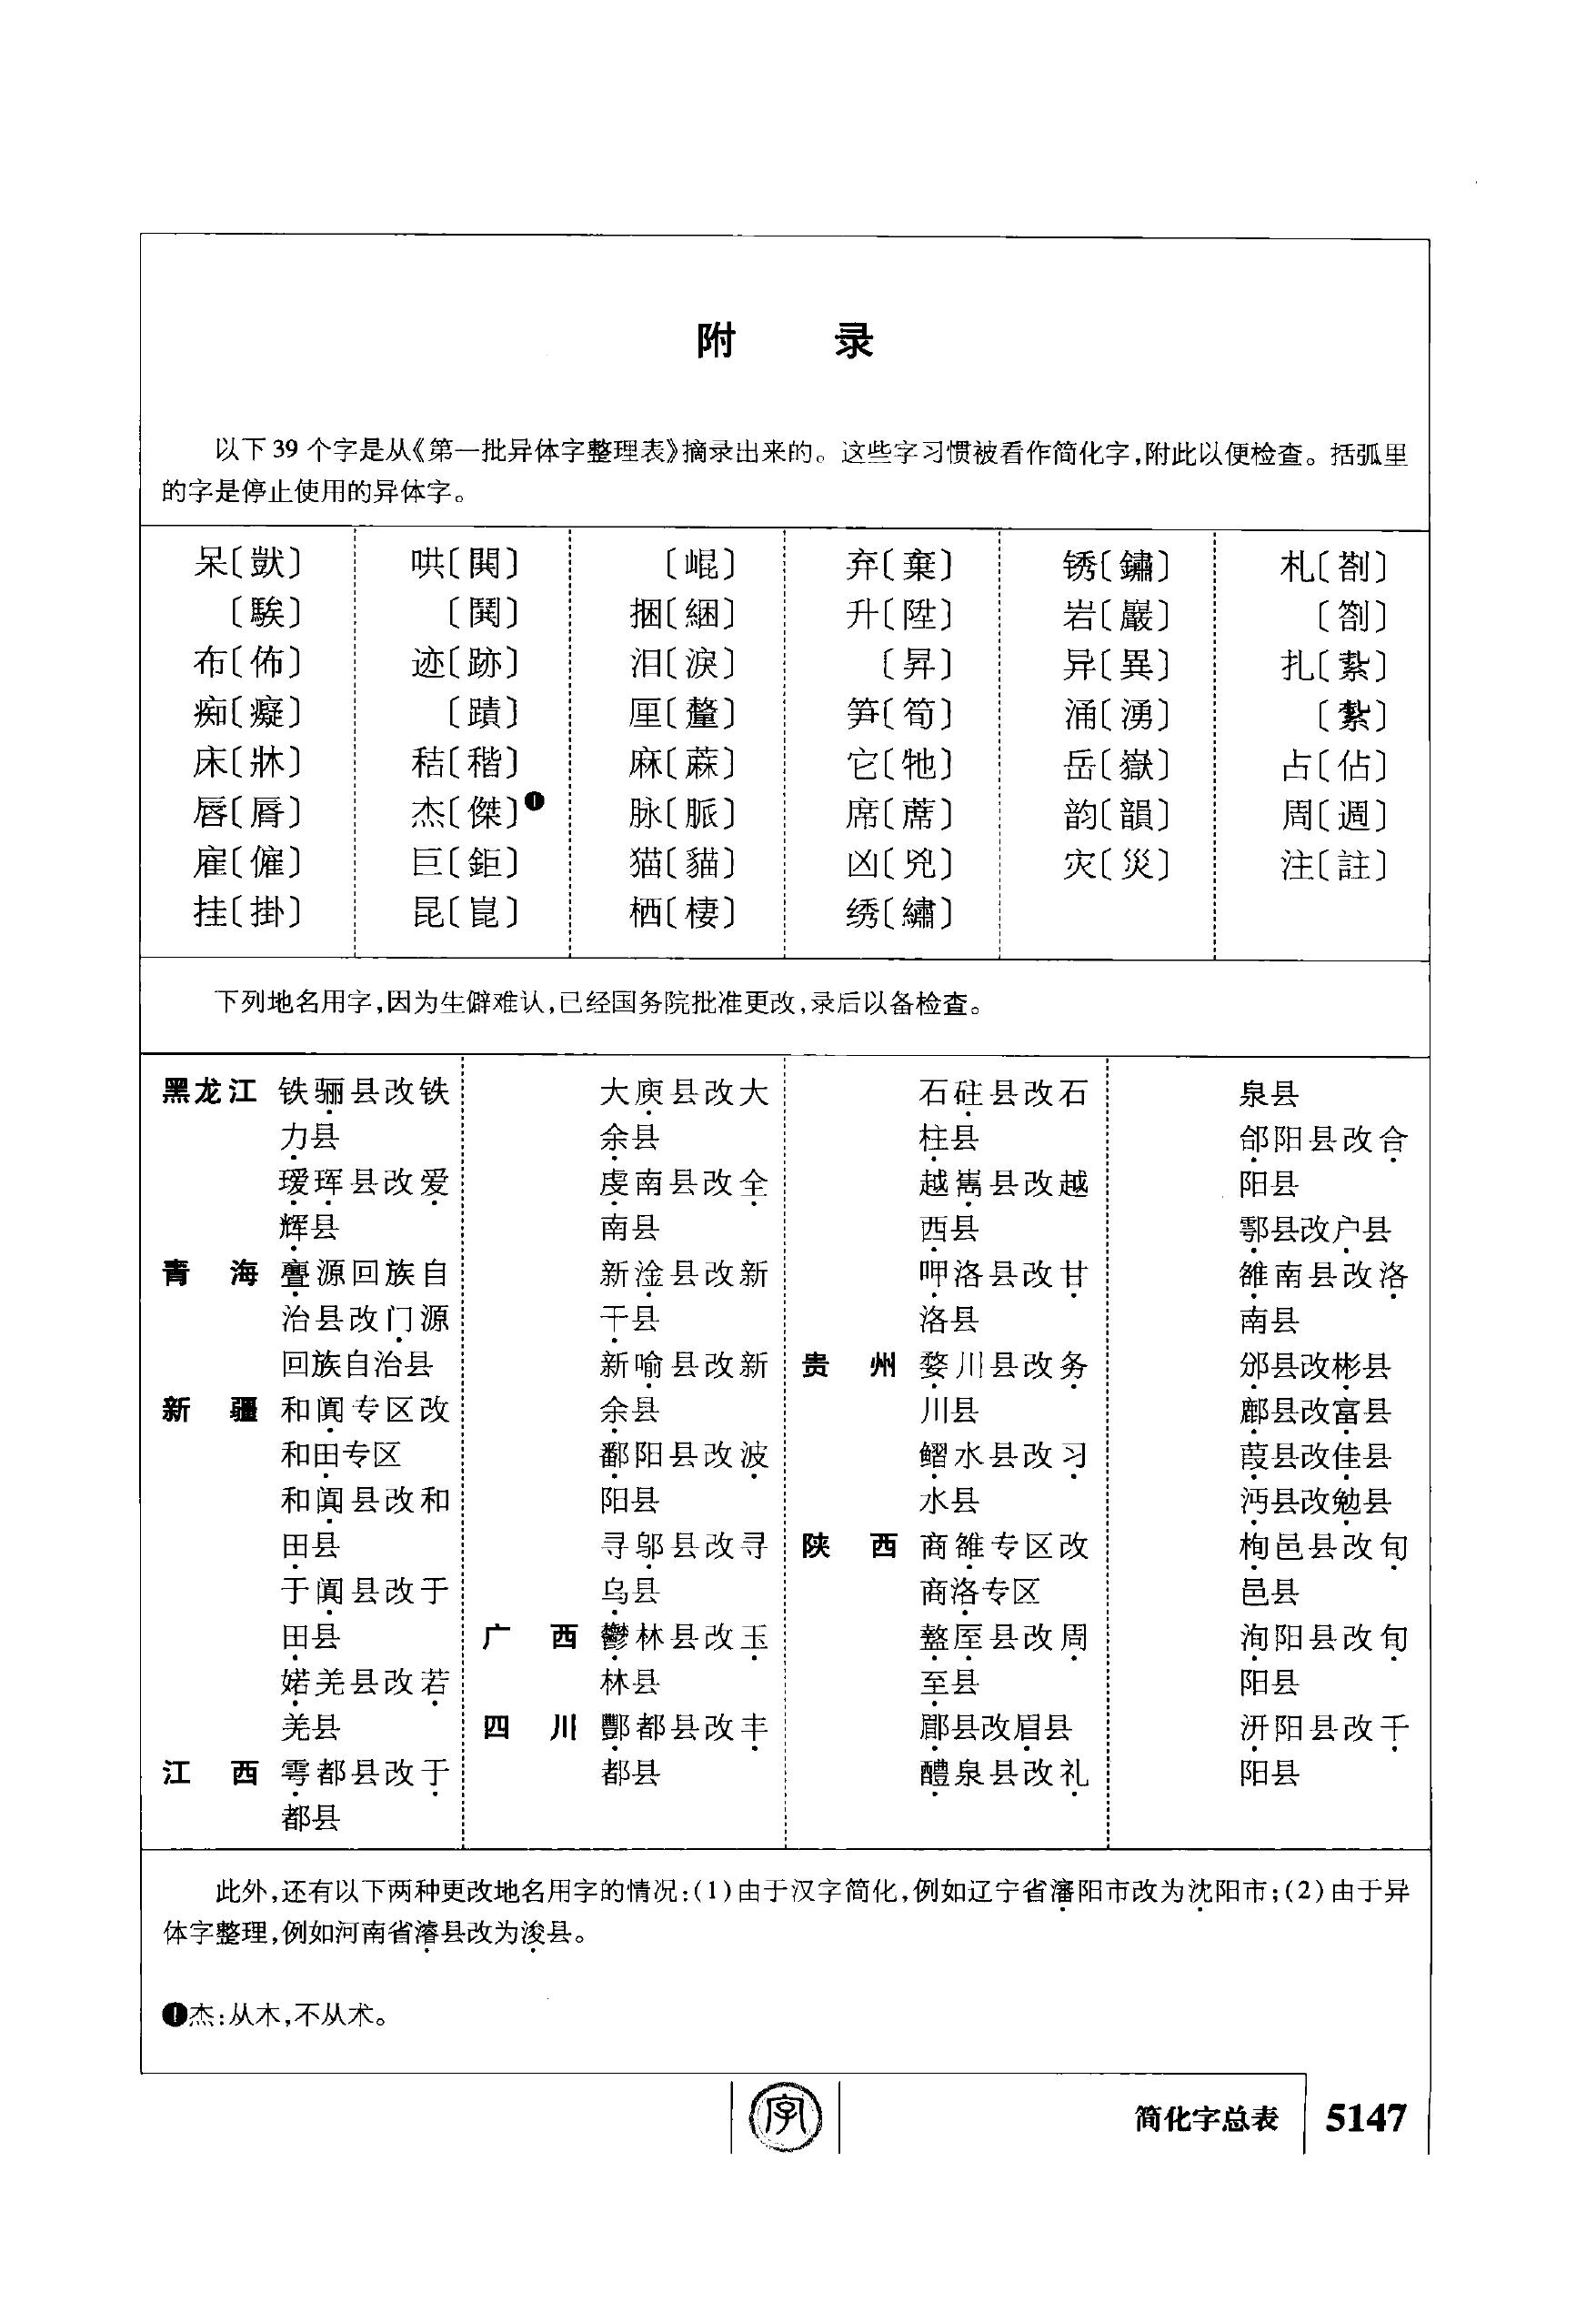 附 录
以下39个字是从《第一批异体字整理表》摘录出来的。这些字习惯被看作简化字,附此以便检查。括弧里
的字是停止使用的异体字。
呆〔獃〕
〔騃〕
布〔佈〕
痴〔癡〕
床〔牀〕
唇〔脣〕
雇〔僱〕
挂〔掛〕
哄〔閧〕
〔鬨〕
迹〔跡〕
〔蹟〕
秸〔稭〕
杰〔傑〕❶
巨〔鉅〕
昆〔崑〕
〔崐〕
捆〔綑〕
泪〔淚〕
厘〔釐〕
麻〔蔴〕
脉〔脈〕
猫〔貓〕
栖〔棲〕
弃〔棄〕
升〔陞〕
〔昇〕
笋〔筍〕
它〔牠〕
席〔蓆〕
凶〔兇〕
绣〔繡〕
锈〔鏽〕
岩〔巖〕
异〔異〕
涌〔湧〕
岳〔嶽〕
韵〔韻〕
灾〔災〕
札〔剳〕
〔劄〕
扎〔紥〕
〔紮〕
占〔佔〕
周〔週〕
注〔註〕
下列地名用字,因为生僻难认,已经国务院批准更改,录后以备检查。
黑龙江 铁骊县改铁
力县
瑷珲县改爱
辉县
青 海 亹源回族自
治县改门源
回族自治县
新 疆 和阗专区改
和田专区
和阗县改和
田县
于阗县改于
田县
婼羌县改若
羌县
江 西 雩都县改于
都县
大庾县改大
余县
虔南县改全
南县
新淦县改新
干县
新喻县改新
余县
鄱阳县改波
阳县
寻邬县改寻
乌县
广 西 鬱林县改玉
林县
四 川 酆都县改丰
都县
石砫县改石
柱县
越嶲县改越
西县
呷洛县改甘
洛县
贵 州 婺川县改务
川县
鳛水县改习
水县
陕 西 商雒专区改
商洛专区
盩厔县改周
至县
郿县改眉县
醴泉县改礼
泉县
郃阳县改合
阳县
鄠县改户县
雒南县改洛
南县
邠县改彬县
鄜县改富县
葭县改佳县
沔县改勉县
栒邑县改旬
邑县
洵阳县改旬
阳县
汧阳县改千
阳县
此外,还有以下两种更改地名用字的情况:(1)由于汉字简化,例如辽宁省瀋阳市改为沈阳市;(2)由于异
体字整理,例如河南省濬县改为浚县。
❶杰:从木,不从术。
字
简化字总表 5147